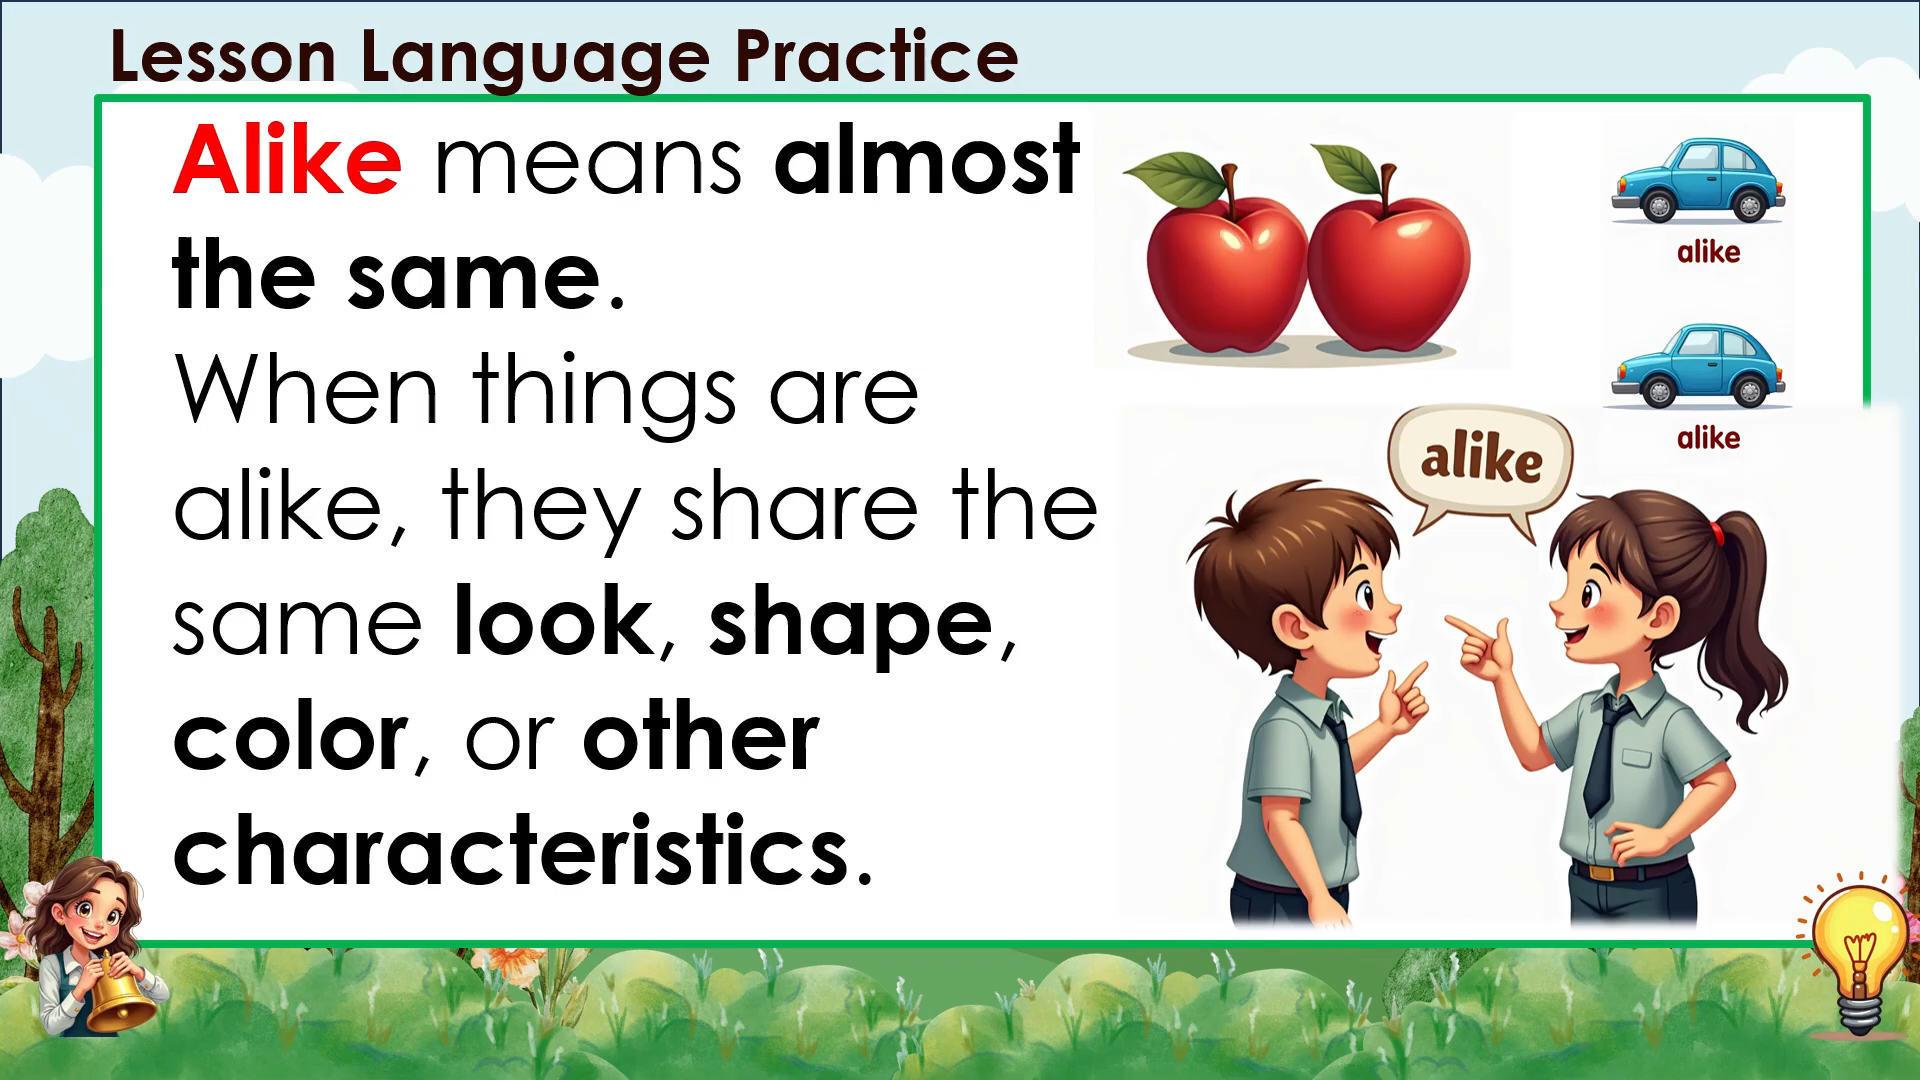 Lesson Language Practice
Alike means almost
the same.
When things are
alike, they share the
same look, shape,
color, or other
characteristics.
alike
alike
alike